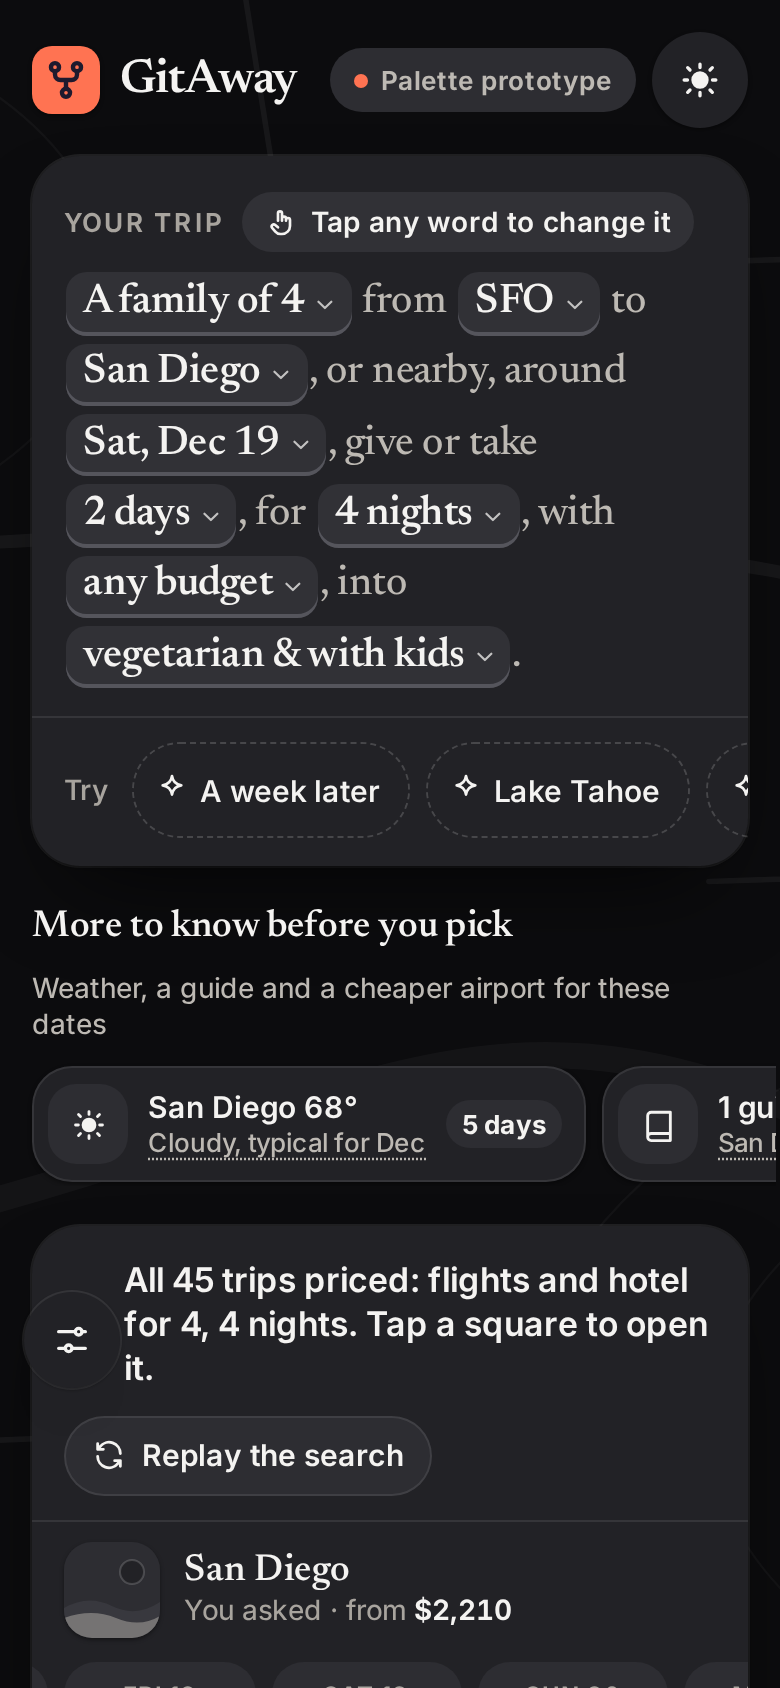 GitAway
Palette prototype
YOUR TRIP
Tap any word to change it
A family of 4 from SFO to
San Diego, or nearby, around
Sat, Dec 19, give or take
2 days, for 4 nights, with
any budget, into
vegetarian & with kids.
Try
A week later
Lake Tahoe
More to know before you pick
Weather, a guide and a cheaper airport for these
dates
San Diego 68°
Cloudy, typical for Dec
5 days
1 gu
San
All 45 trips priced: flights and hotel
for 4, 4 nights. Tap a square to open
it.
Replay the search
San Diego
You asked · from $2,210